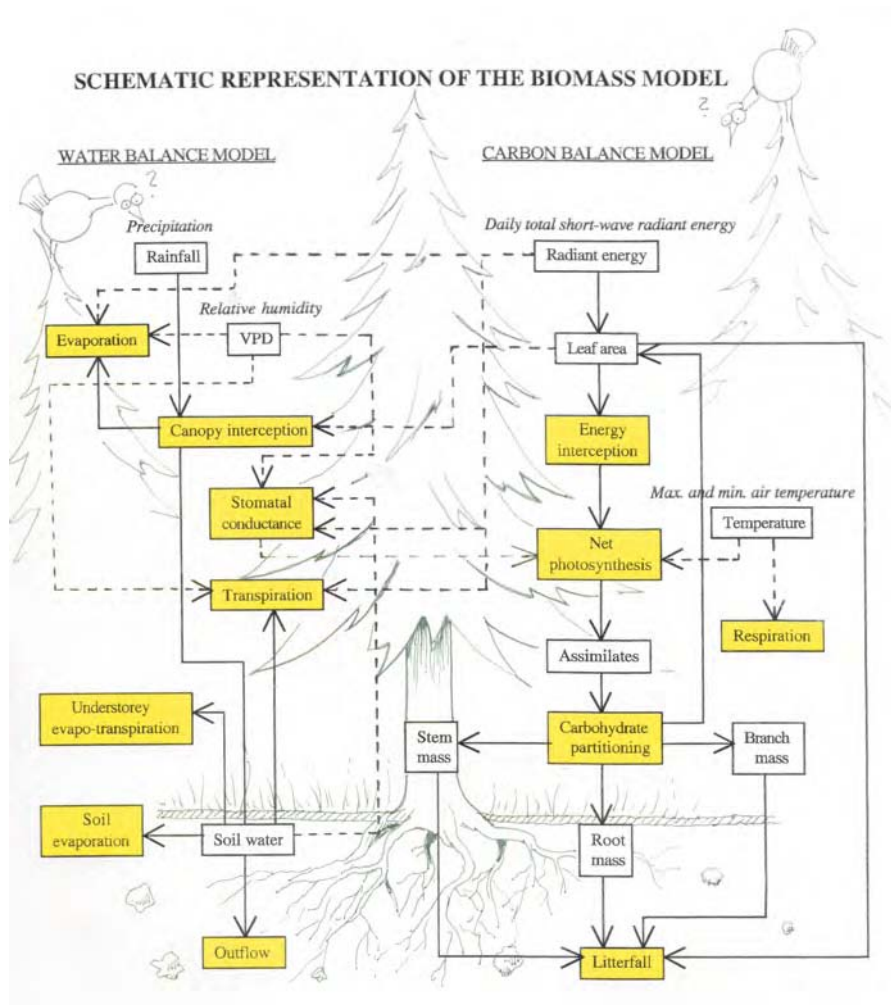 SCHEMATIC REPRESENTATION OF THE BIOMASS MODEL
?
WATER BALANCE MODEL
CARBON BALANCE MODEL
?
Precipitation
Daily total short-wave radiant energy
Rainfall
Radiant energy
Relative humidity
Evaporation
VPD
Leaf area
Canopy interception
Energy
interception
Stomatal
conductance
Max. and min. air temperature
Temperature
Net
photosynthesis
Transpiration
Respiration
Assimilates
Understorey
evapo-transpiration
Stem
mass
Carbohydrate
partitioning
Branch
mass
Soil
evaporation
Soil water
Root
mass
Outflow
Litterfall